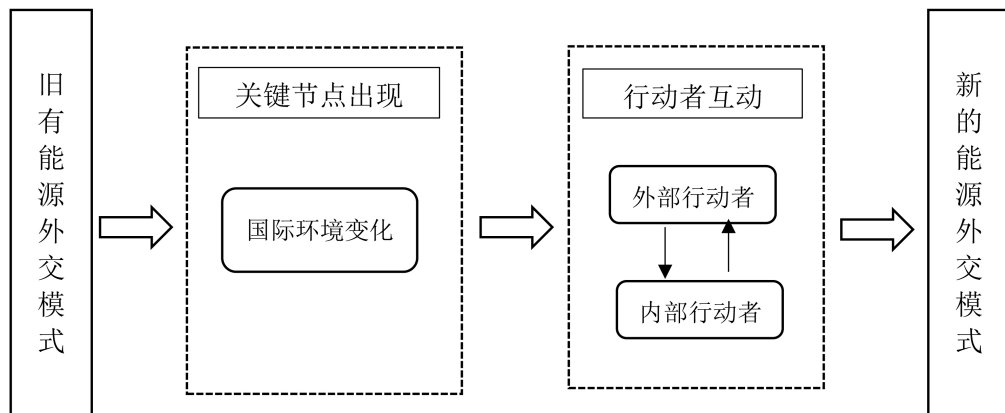 旧有能源外交模式
关键节点出现
国际环境变化
行动者互动
外部行动者
内部行动者
新的能源外交模式